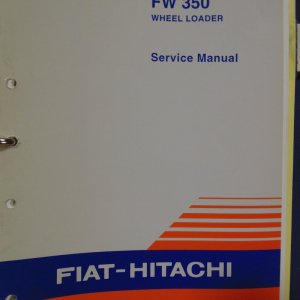 FW 350
WHEEL LOADER
Service Manual
FIAT-HITACHI